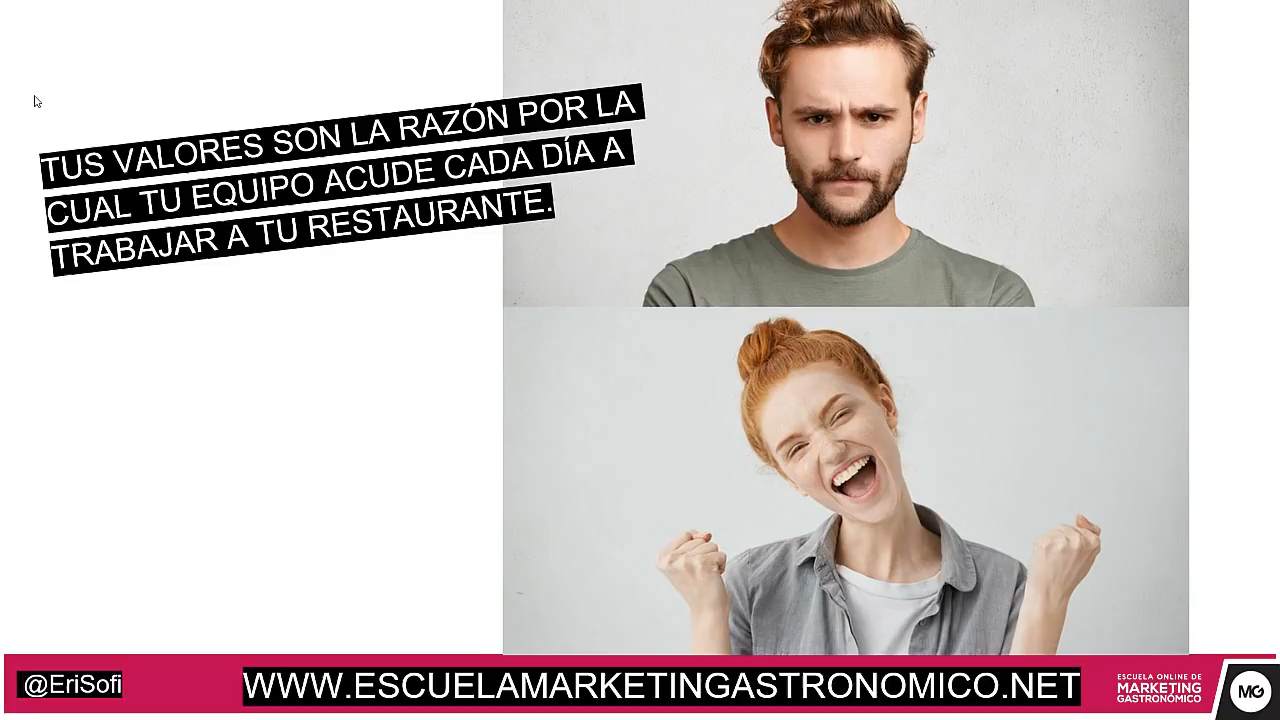 TUS VALORES SON LA RAZÓN POR LA
CUAL TU EQUIPO ACUDE CADA DÍA A
TRABAJAR A TU RESTAURANTE.
@EriSofi
WWW.ESCUELAMARKETINGASTRONOMICO.NET
ESCUELA ONLINE DE
MARKETING
GASTRONÓMICO
MG